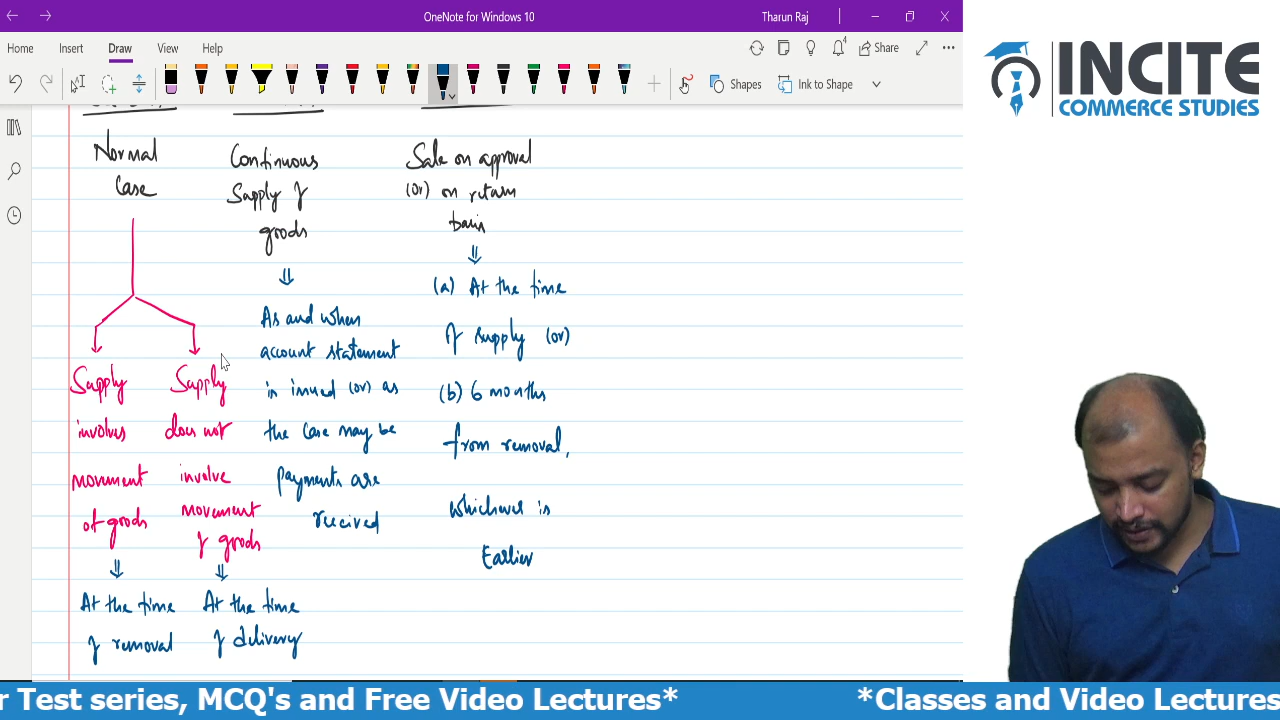 OneNote for Windows 10
Tharun Raj
Home Insert Draw View Help
4
Share
Shapes
Ink to Shape
INCITE
COMMERCE STUDIES
Normal
Case
Supply
involves
movement
of goods
At the time
of removal
Supply
does not
involve
movement
of goods
At the time
of delivery
Continuous
Supply of
goods
As and when
account statement
is issued (or) as
the case may be
payments are
received
Sale on approval
(or) on return
basis
(a) At the time
of supply (or)
(b) 6 months
from removal,
whichever is
Earlier
r Test series, MCQ's and Free Video Lectures* *Classes and Video Lectures